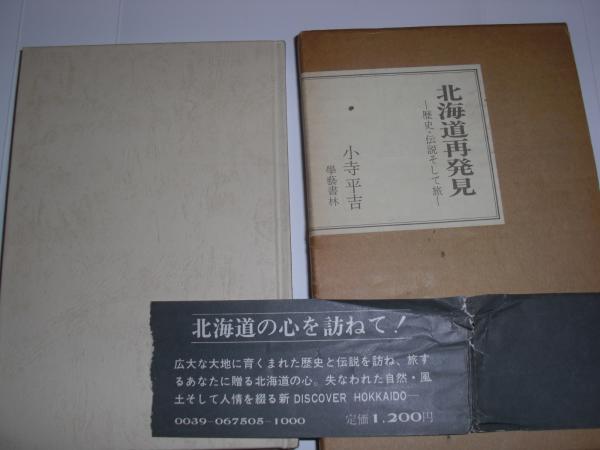 北海道再発見
―歴史・伝説そして旅―
小寺平吉
學藝書林
北海道の心を訪ねて!
広大な大地に育くまれた歴史と伝説を訪ね、旅す
るあなたに贈る北海道の心。失なわれた自然・風
土そして人情を綴る新 DISCOVER HOKKAIDO―
0039-067505-1000 定価1,200円